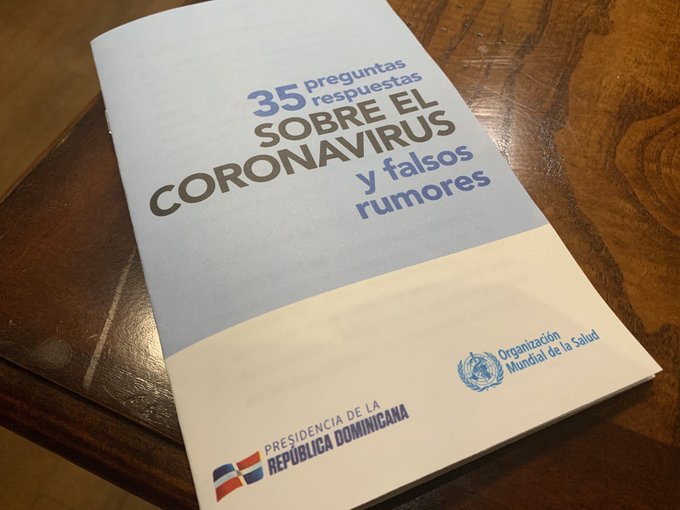 35 preguntas
respuestas
SOBRE EL
CORONAVIRUS
y falsos
rumores
Organización
Mundial de la Salud
PRESIDENCIA DE LA
REPÚBLICA DOMINICANA